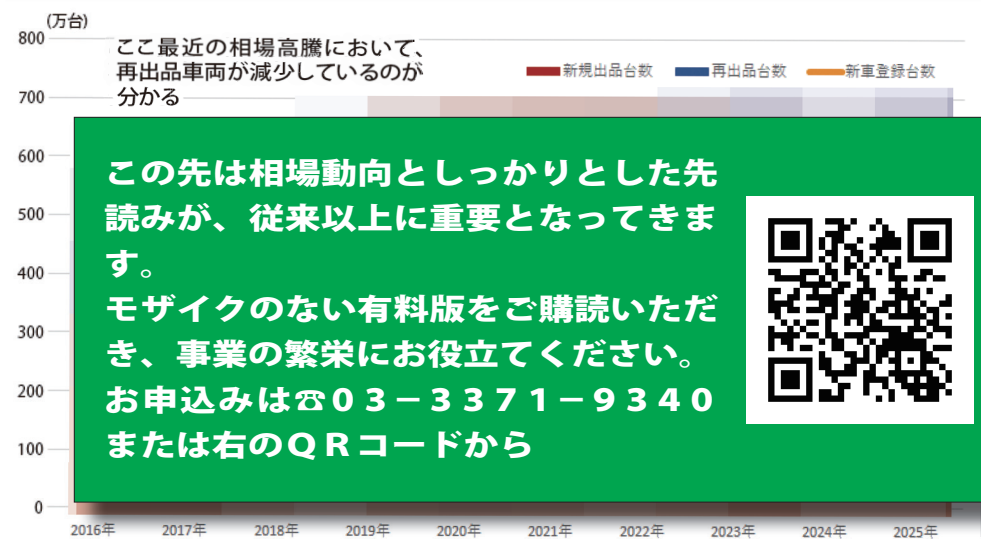 (万台)
800
ここ最近の相場高騰において、
再出品車両が減少しているのが
分かる
新規出品台数 再出品台数 新車登録台数
700
600
この先は相場動向としっかりとした先
読みが、従来以上に重要となってきま
す。
モザイクのない有料版をご購読いただ
き、事業の繁栄にお役立てください。
お申込みは☎03－3371－9340
または右のQRコードから
500
400
300
200
100
0
2016年 2017年 2018年 2019年 2020年 2021年 2022年 2023年 2024年 2025年